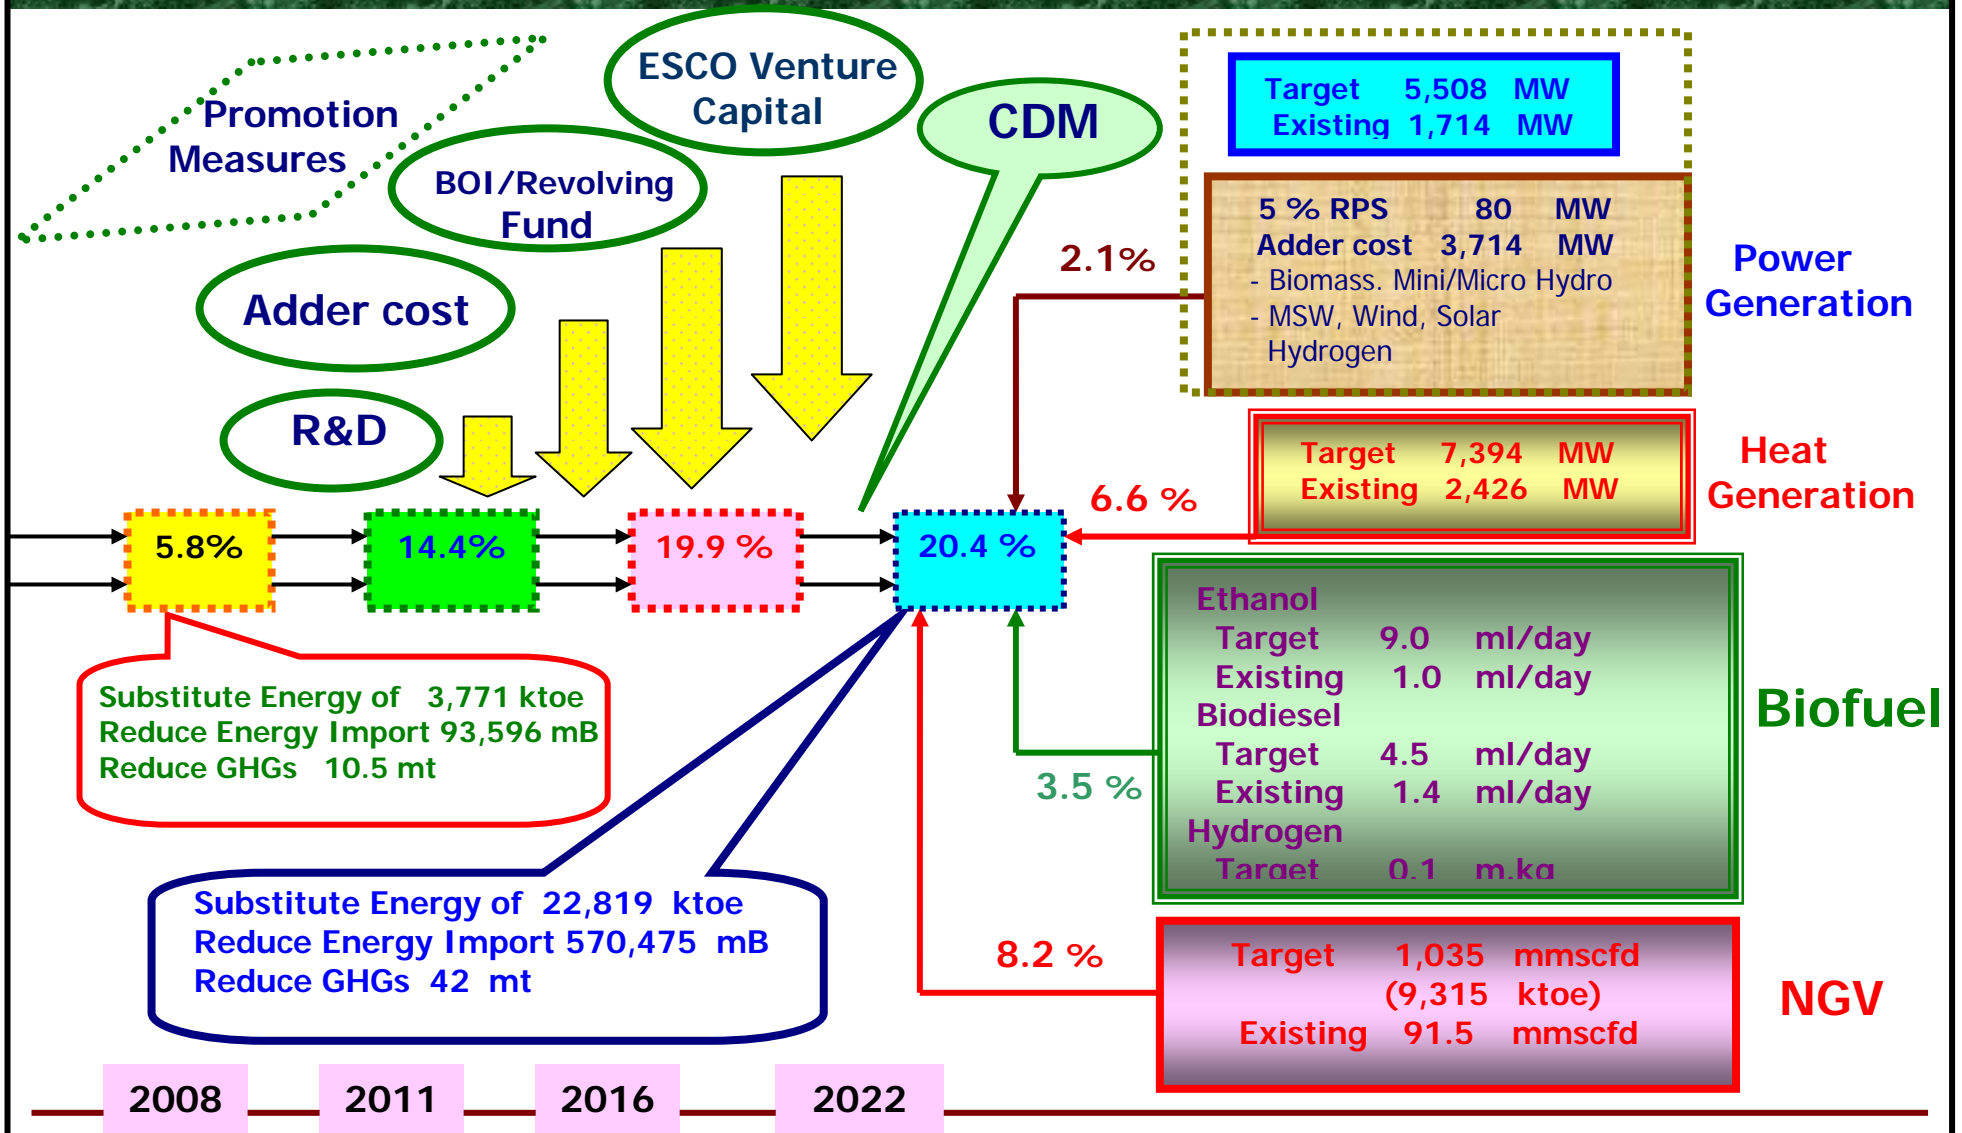 Promotion
Measures
ESCO Venture
Capital
BOI/Revolving
Fund
CDM
Adder cost
R&D
Target 5,508 MW
Existing 1,714 MW
5 % RPS 80 MW
Adder cost 3,714 MW
- Biomass. Mini/Micro Hydro
- MSW, Wind, Solar
Hydrogen
2.1%
Power
Generation
Target 7,394 MW
Existing 2,426 MW
6.6 %
Heat
Generation
5.8%
14.4%
19.9 %
20.4 %
Ethanol
Target 9.0 ml/day
Existing 1.0 ml/day
Biodiesel
Target 4.5 ml/day
Existing 1.4 ml/day
Hydrogen
Target 0.1 m.kg
3.5 %
Biofuel
Substitute Energy of 3,771 ktoe
Reduce Energy Import 93,596 mB
Reduce GHGs 10.5 mt
Substitute Energy of 22,819 ktoe
Reduce Energy Import 570,475 mB
Reduce GHGs 42 mt
8.2 %
Target 1,035 mmscfd
(9,315 ktoe)
Existing 91.5 mmscfd
NGV
2008
2011
2016
2022